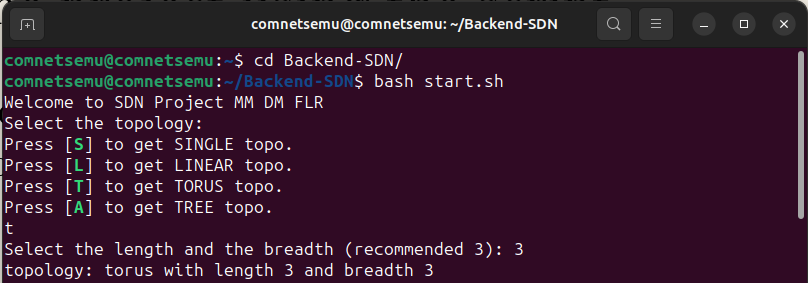 comnetsemu@comnetsemu: ~/Backend-SDN
comnetsemu@comnetsemu:~$ cd Backend-SDN/
comnetsemu@comnetsemu:~/Backend-SDN$ bash start.sh
Welcome to SDN Project MM DM FLR
Select the topology:
Press [S] to get SINGLE topo.
Press [L] to get LINEAR topo.
Press [T] to get TORUS topo.
Press [A] to get TREE topo.
t
Select the length and the breadth (recommended 3): 3
topology: torus with length 3 and breadth 3